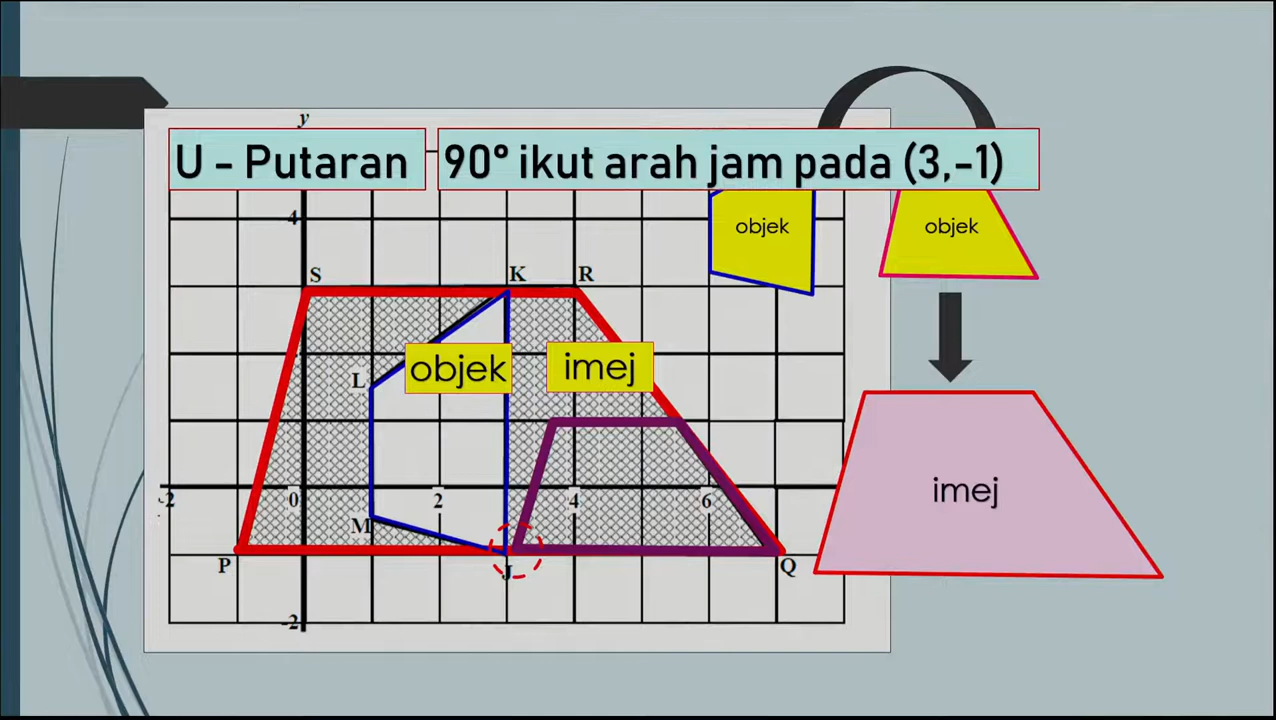 y
U - Putaran
90° ikut arah jam pada (3,-1)
4
objek
objek
S
K
R
L
objek
imej
-2
0
2
4
6
M
imej
P
J
Q
-2